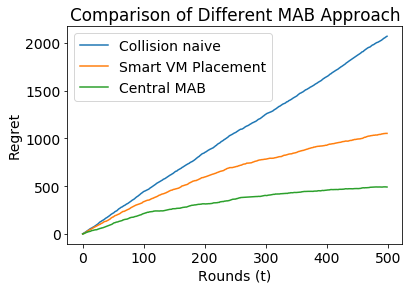 Comparison of Different MAB Approach
Collision naive
Smart VM Placement
Central MAB
Regret
2000
1500
1000
500
0
0 100 200 300 400 500
Rounds (t)